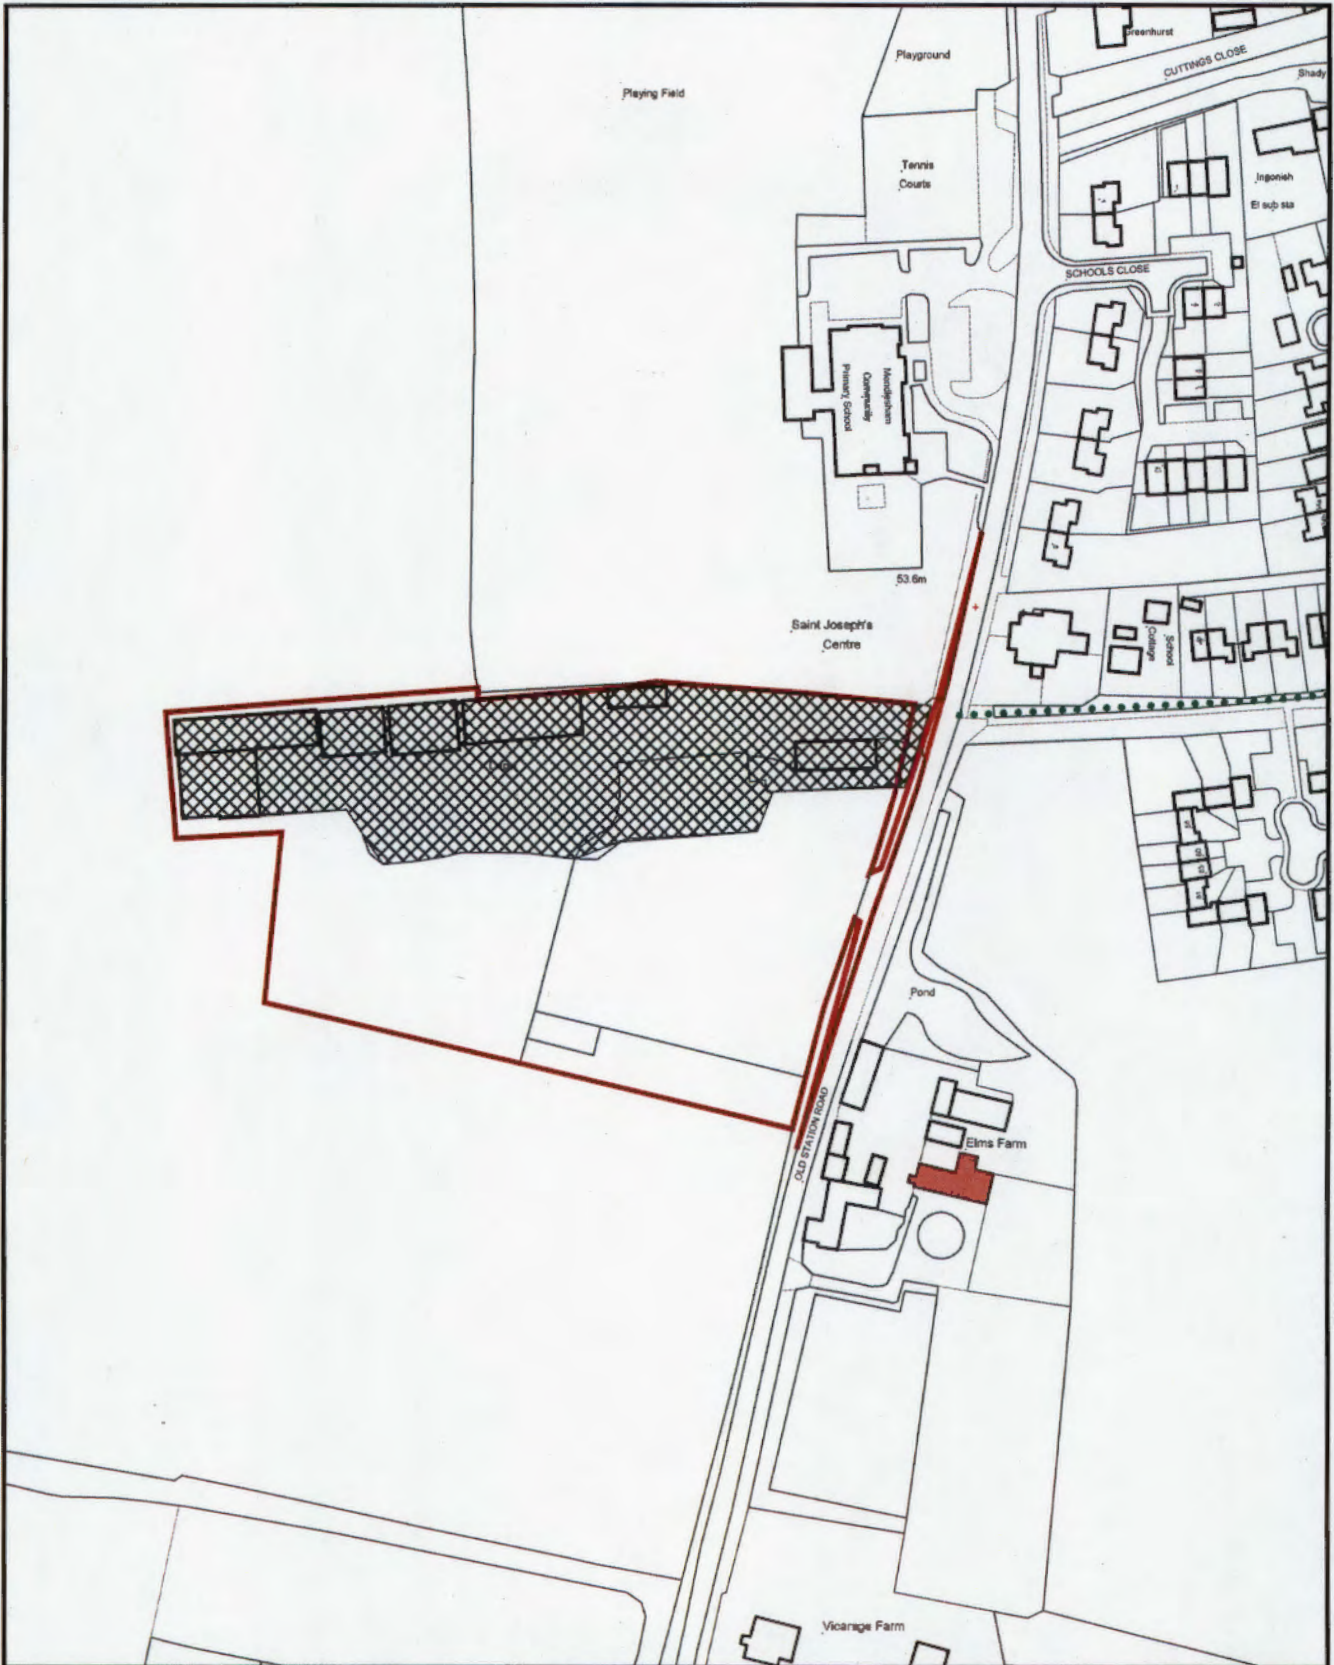 Greenhurst
Playground
CUTTINGS CLOSE
Shady
Playing Field
Tennis
Courts
Ingonish
El sub sta
SCHOOLS CLOSE
Mendlesham
Community
Primary School
53.6m
Saint Joseph's
Centre
School
Cottage
Pond
OLD STATION ROAD
Elms Farm
Vicarage Farm